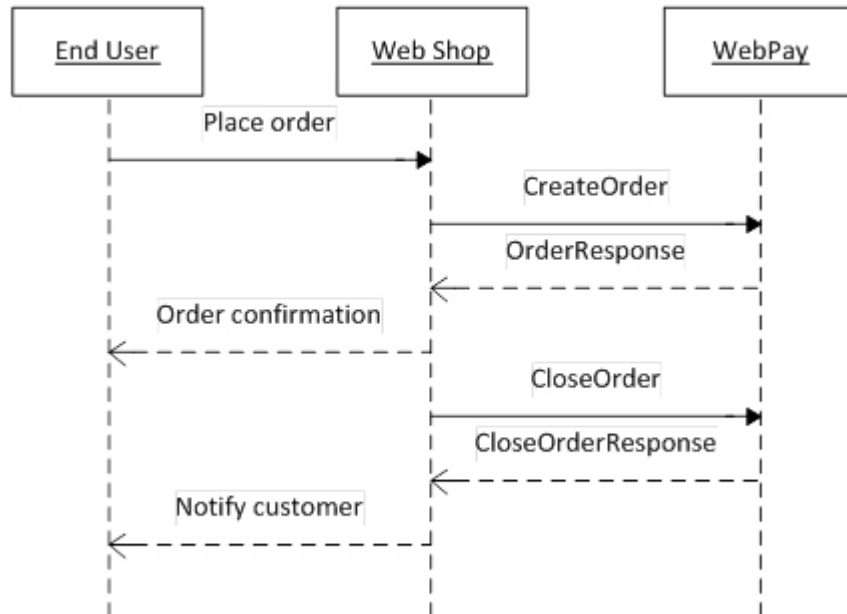 End User
Web Shop
WebPay
Place order
CreateOrder
OrderResponse
Order confirmation
CloseOrder
CloseOrderResponse
Notify customer